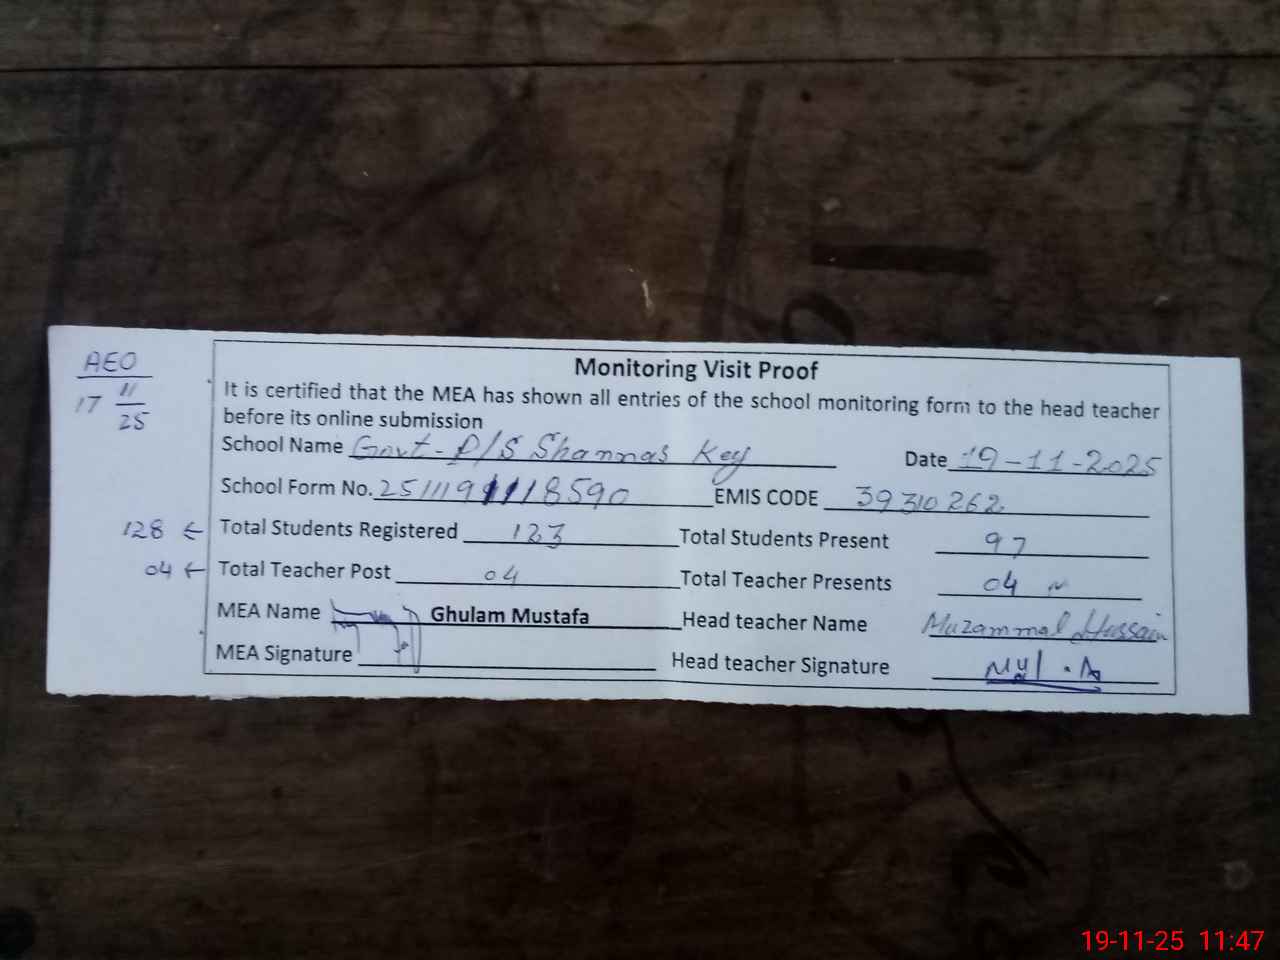 AEO
17 11/25
Monitoring Visit Proof
It is certified that the MEA has shown all entries of the school monitoring form to the head teacher
before its online submission
School Name Govt-P/S Shannas Key Date 19-11-2025
School Form No. EMIS CODE 39310262
128 ← Total Students Registered 123 Total Students Present 97
04 ← Total Teacher Post 04 Total Teacher Presents 04
MEA Name Ghulam Mustafa Head teacher Name Muzammal Hussain
MEA Signature Head teacher Signature
19-11-25 11:47